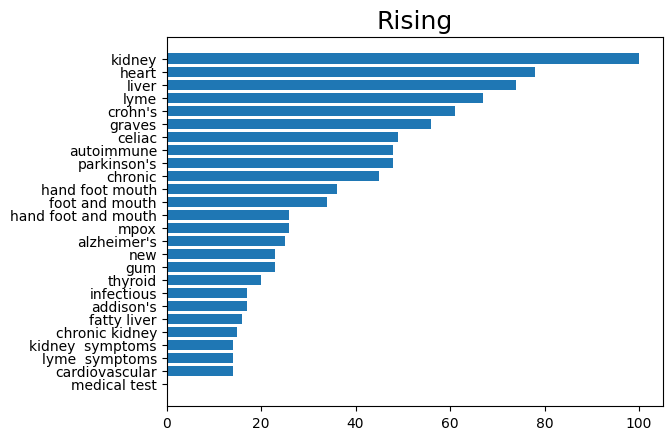 Rising
kidney
heart
liver
lyme
crohn's
graves
celiac
autoimmune
parkinson's
chronic
hand foot mouth
foot and mouth
hand foot and mouth
mpox
alzheimer's
new
gum
thyroid
infectious
addison's
fatty liver
chronic kidney
kidney  symptoms
lyme  symptoms
cardiovascular
medical test
0 20 40 60 80 100